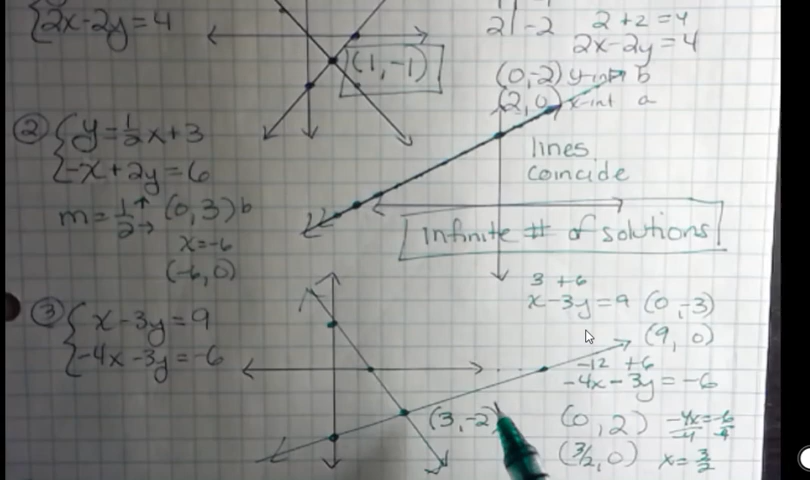 2x-2y=4
(1,-1)
2 | -2
2 + 2 = 4
2x-2y=4
(0,-2) y-int b
(2,0) x-int a
② y=1/2x+3
-x+2y=6
m=1/2 (0,3) b
x=-6
(-6,0)
lines
coincide
Infinite # of solutions
③ x-3y=9
-4x-3y=-6
(3,-2)
3 +6
x-3y=9 (0,-3)
(9,0)
-12 +6
-4x-3y=-6
(0,2) -4x/-4=-6/-4
(3/2,0) x=3/2